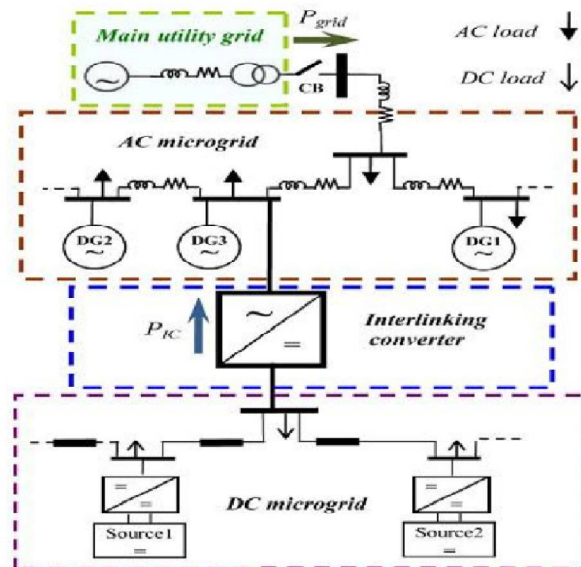 Main utility grid
P_grid
AC load
DC load
CB
AC microgrid
DG2
DG3
DG1
P_IC
Interlinking
converter
DC microgrid
Source1
Source2